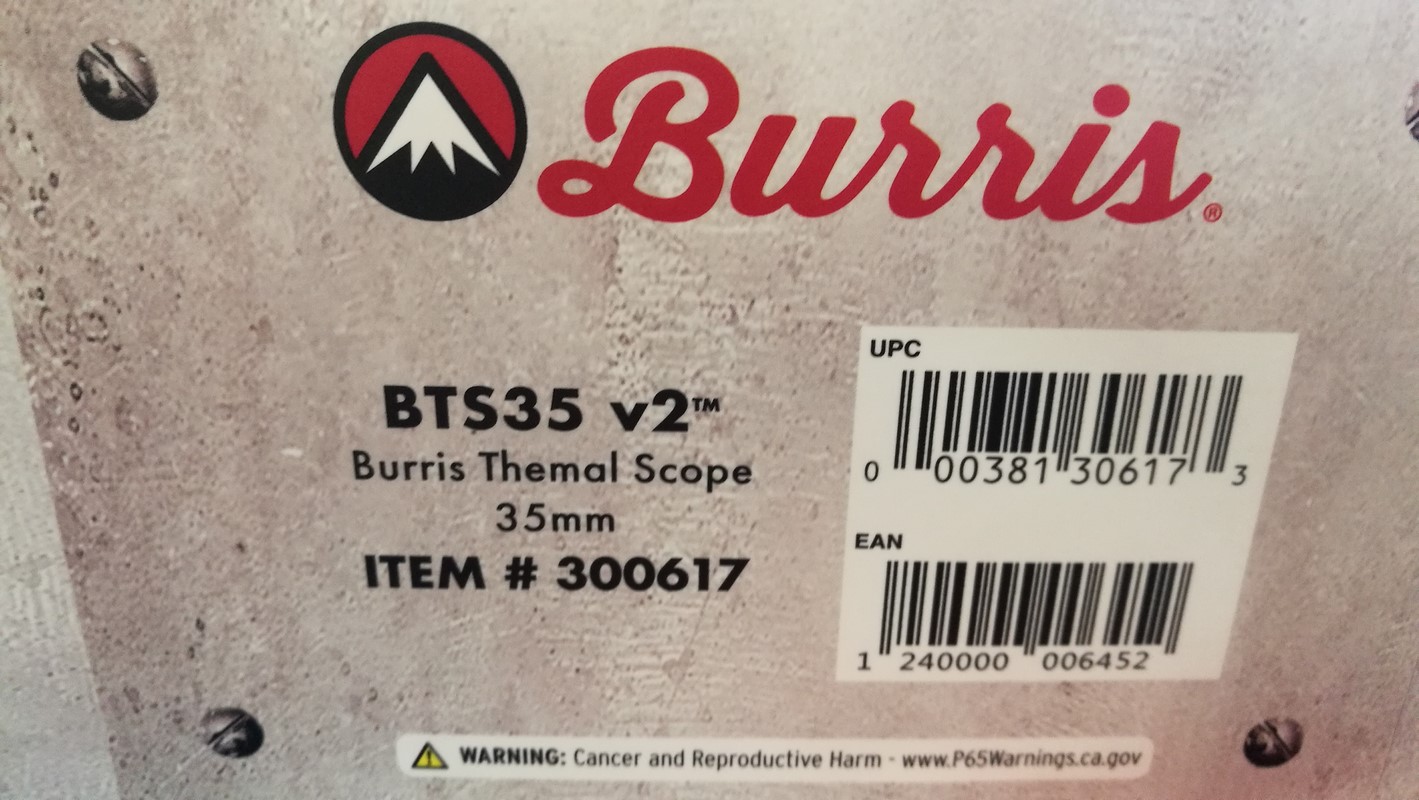 Burris®
BTS35 v2™
Burris Themal Scope
35mm
ITEM # 300617
UPC
0 00381 30617 3
EAN
1 240000 006452
WARNING: Cancer and Reproductive Harm - www.P65Warnings.ca.gov